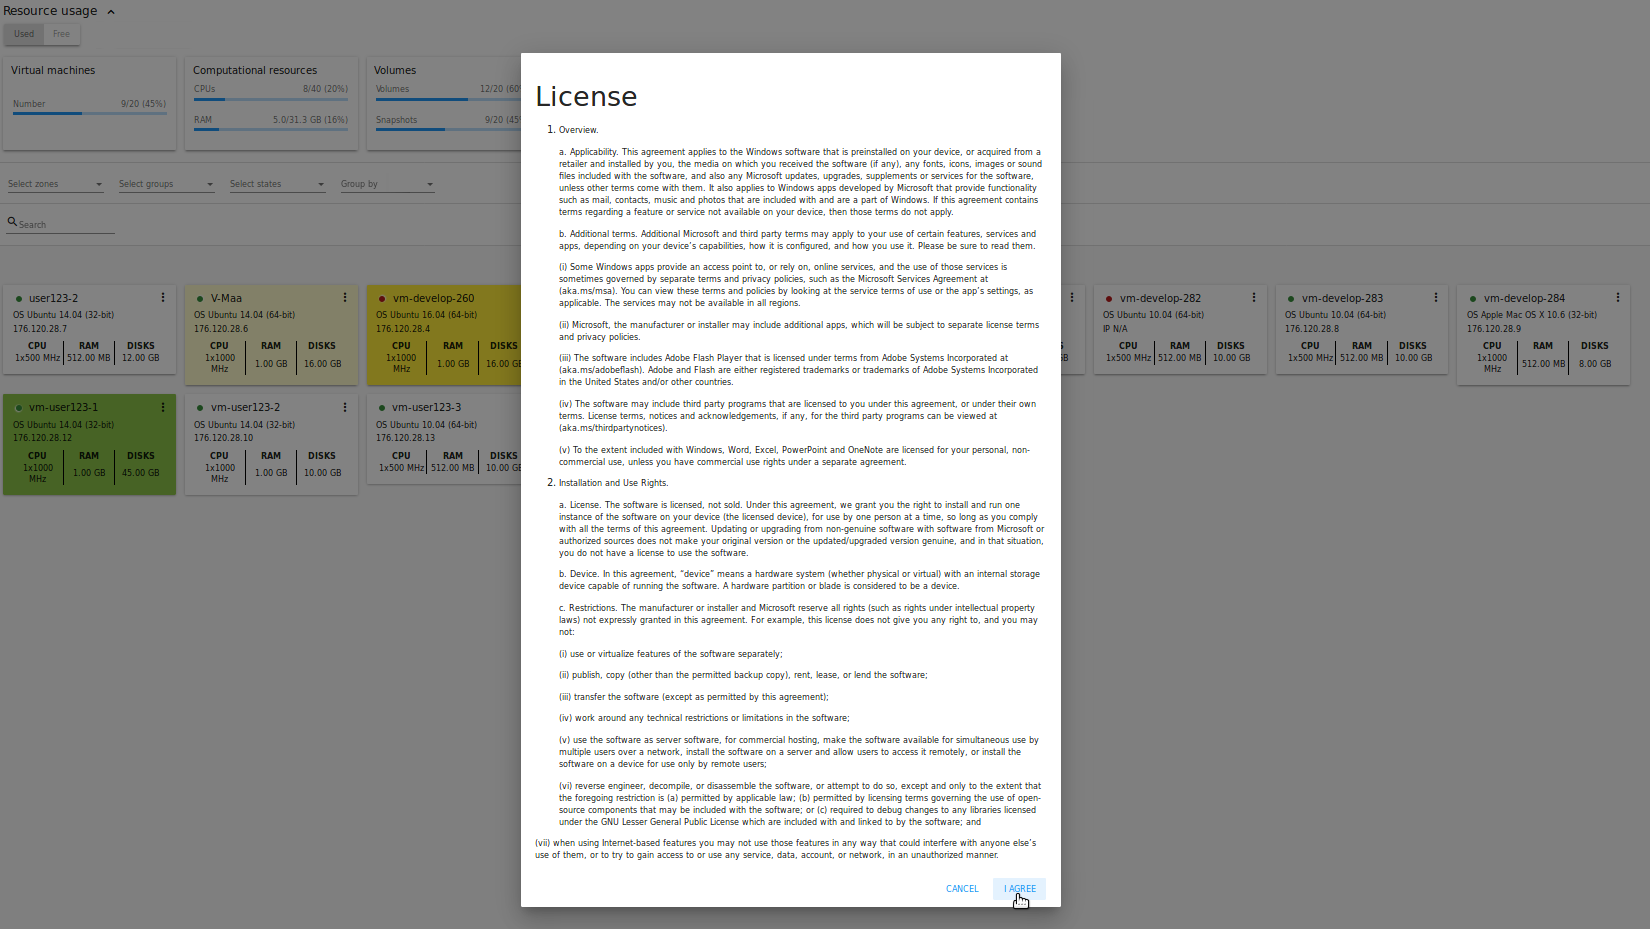 Resource usage
Used Free
Virtual machines
Number 9/20 (45%)
Computational resources
CPUs 8/40 (20%)
RAM 5.0/31.3 GB (16%)
Volumes
Volumes 12/20 (60
Snapshots 9/20 (45
Select zones Select groups Select states Group by
Search
user123-2
OS Ubuntu 14.04 (32-bit)
176.120.28.7
CPU RAM DISKS
1x500 MHz 512.00 MB 12.00 GB
V-Maa
OS Ubuntu 14.04 (64-bit)
176.120.28.6
CPU RAM DISKS
1x1000 MHz 1.00 GB 16.00 GB
vm-develop-260
OS Ubuntu 16.04 (64-bit)
176.120.28.4
CPU RAM DISKS
1x1000 MHz 1.00 GB 16.00 GB
GB
vm-develop-282
OS Ubuntu 10.04 (64-bit)
IP N/A
CPU RAM DISKS
1x500 MHz 512.00 MB 10.00 GB
vm-develop-283
OS Ubuntu 10.04 (64-bit)
176.120.28.8
CPU RAM DISKS
1x500 MHz 512.00 MB 10.00 GB
vm-develop-284
OS Apple Mac OS X 10.6 (32-bit)
176.120.28.9
CPU RAM DISKS
1x1000 MHz 512.00 MB 8.00 GB
vm-user123-1
OS Ubuntu 14.04 (32-bit)
176.120.28.12
CPU RAM DISKS
1x1000 MHz 1.00 GB 45.00 GB
vm-user123-2
OS Ubuntu 14.04 (32-bit)
176.120.28.10
CPU RAM DISKS
1x1000 MHz 1.00 GB 10.00 GB
vm-user123-3
OS Ubuntu 10.04 (64-bit)
176.120.28.13
CPU RAM DISKS
1x500 MHz 512.00 MB 10.00 G
License
1. Overview.
a. Applicability. This agreement applies to the Windows software that is preinstalled on your device, or acquired from a
retailer and installed by you, the media on which you received the software (if any), any fonts, icons, images or sound
files included with the software, and also any Microsoft updates, upgrades, supplements or services for the software,
unless other terms come with them. It also applies to Windows apps developed by Microsoft that provide functionality
such as mail, contacts, music and photos that are included with and are a part of Windows. If this agreement contains
terms regarding a feature or service not available on your device, then those terms do not apply.
b. Additional terms. Additional Microsoft and third party terms may apply to your use of certain features, services and
apps, depending on your device’s capabilities, how it is configured, and how you use it. Please be sure to read them.
(i) Some Windows apps provide an access point to, or rely on, online services, and the use of those services is
sometimes governed by separate terms and privacy policies, such as the Microsoft Services Agreement at
(aka.ms/msa). You can view these terms and policies by looking at the service terms of use or the app’s settings, as
applicable. The services may not be available in all regions.
(ii) Microsoft, the manufacturer or installer may include additional apps, which will be subject to separate license terms
and privacy policies.
(iii) The software includes Adobe Flash Player that is licensed under terms from Adobe Systems Incorporated at
(aka.ms/adobeflash). Adobe and Flash are either registered trademarks or trademarks of Adobe Systems Incorporated
in the United States and/or other countries.
(iv) The software may include third party programs that are licensed to you under this agreement, or under their own
terms. License terms, notices and acknowledgements, if any, for the third party programs can be viewed at
(aka.ms/thirdpartynotices).
(v) To the extent included with Windows, Word, Excel, PowerPoint and OneNote are licensed for your personal, non-
commercial use, unless you have commercial use rights under a separate agreement.
2. Installation and Use Rights.
a. License. The software is licensed, not sold. Under this agreement, we grant you the right to install and run one
instance of the software on your device (the licensed device), for use by one person at a time, so long as you comply
with all the terms of this agreement. Updating or upgrading from non-genuine software with software from Microsoft or
authorized sources does not make your original version or the updated/upgraded version genuine, and in that situation,
you do not have a license to use the software.
b. Device. In this agreement, “device” means a hardware system (whether physical or virtual) with an internal storage
device capable of running the software. A hardware partition or blade is considered to be a device.
c. Restrictions. The manufacturer or installer and Microsoft reserve all rights (such as rights under intellectual property
laws) not expressly granted in this agreement. For example, this license does not give you any right to, and you may
not:
(i) use or virtualize features of the software separately;
(ii) publish, copy (other than the permitted backup copy), rent, lease, or lend the software;
(iii) transfer the software (except as permitted by this agreement);
(iv) work around any technical restrictions or limitations in the software;
(v) use the software as server software, for commercial hosting, make the software available for simultaneous use by
multiple users over a network, install the software on a server and allow users to access it remotely, or install the
software on a device for use only by remote users;
(vi) reverse engineer, decompile, or disassemble the software, or attempt to do so, except and only to the extent that
the foregoing restriction is (a) permitted by applicable law; (b) permitted by licensing terms governing the use of open-
source components that may be included with the software; or (c) required to debug changes to any libraries licensed
under the GNU Lesser General Public License which are included with and linked to by the software; and
(vii) when using Internet-based features you may not use those features in any way that could interfere with anyone else’s
use of them, or to try to gain access to or use any service, data, account, or network, in an unauthorized manner.
CANCEL I AGREE